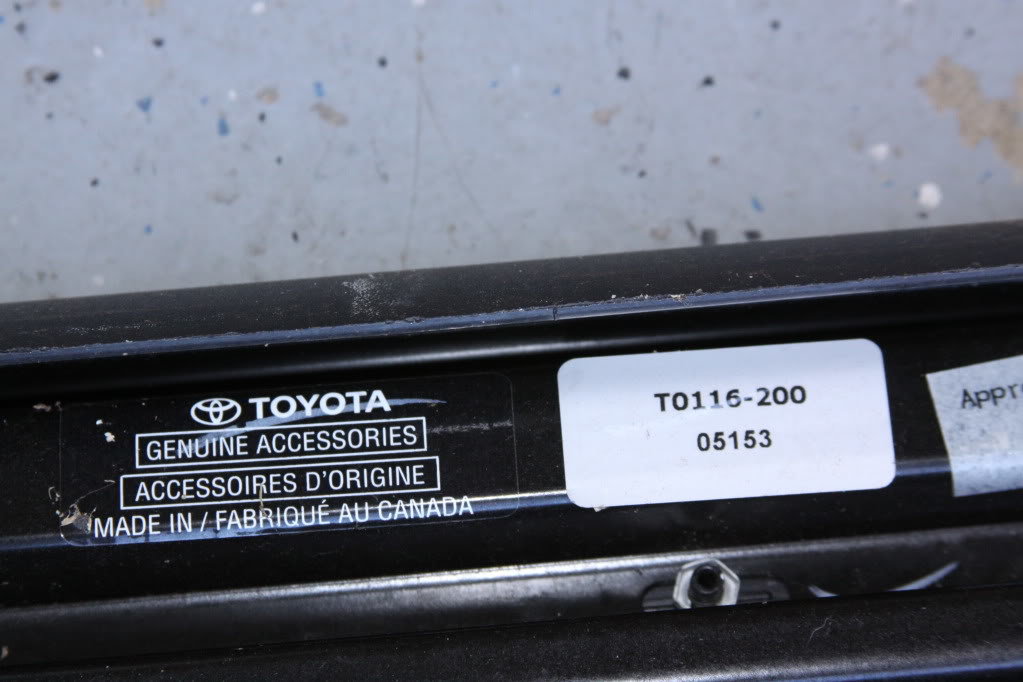 TOYOTA
GENUINE ACCESSORIES
ACCESSOIRES D'ORIGINE
MADE IN / FABRIQUÉ AU CANADA
T0116-200
05153